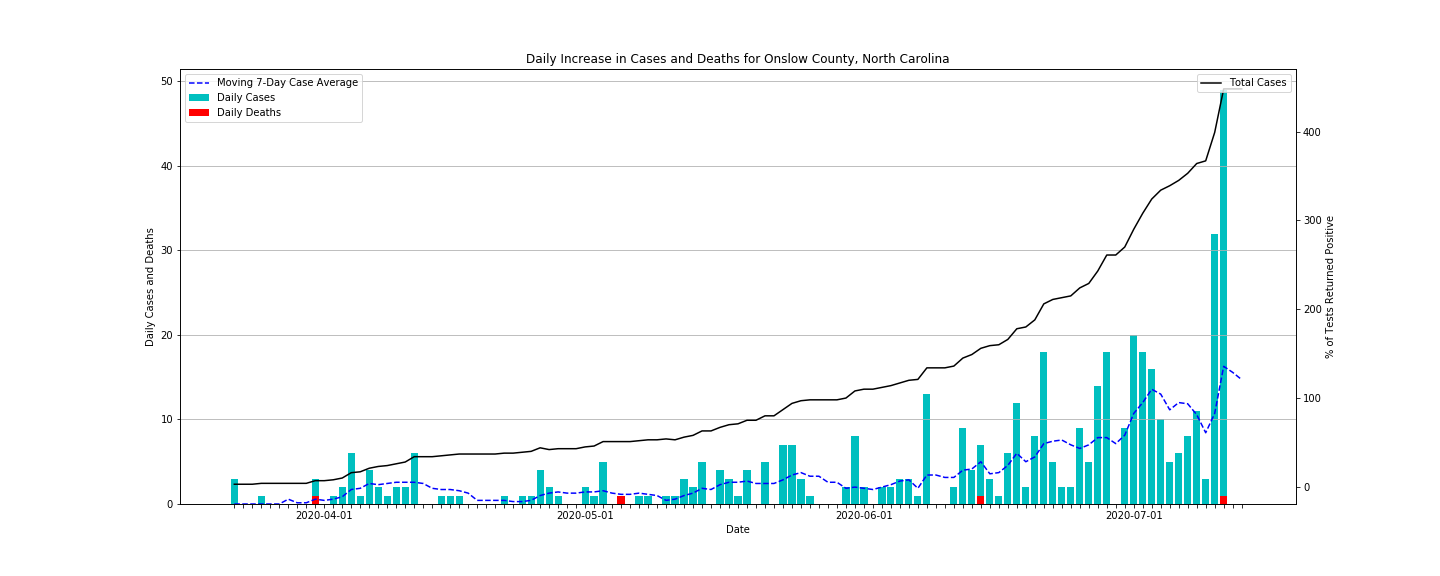 Daily Increase in Cases and Deaths for Onslow County, North Carolina
Moving 7-Day Case Average
Daily Cases
Daily Deaths
Total Cases
50
40
30
20
10
0
Daily Cases and Deaths
400
300
200
100
0
% of Tests Returned Positive
2020-04-01
2020-05-01
2020-06-01
2020-07-01
Date